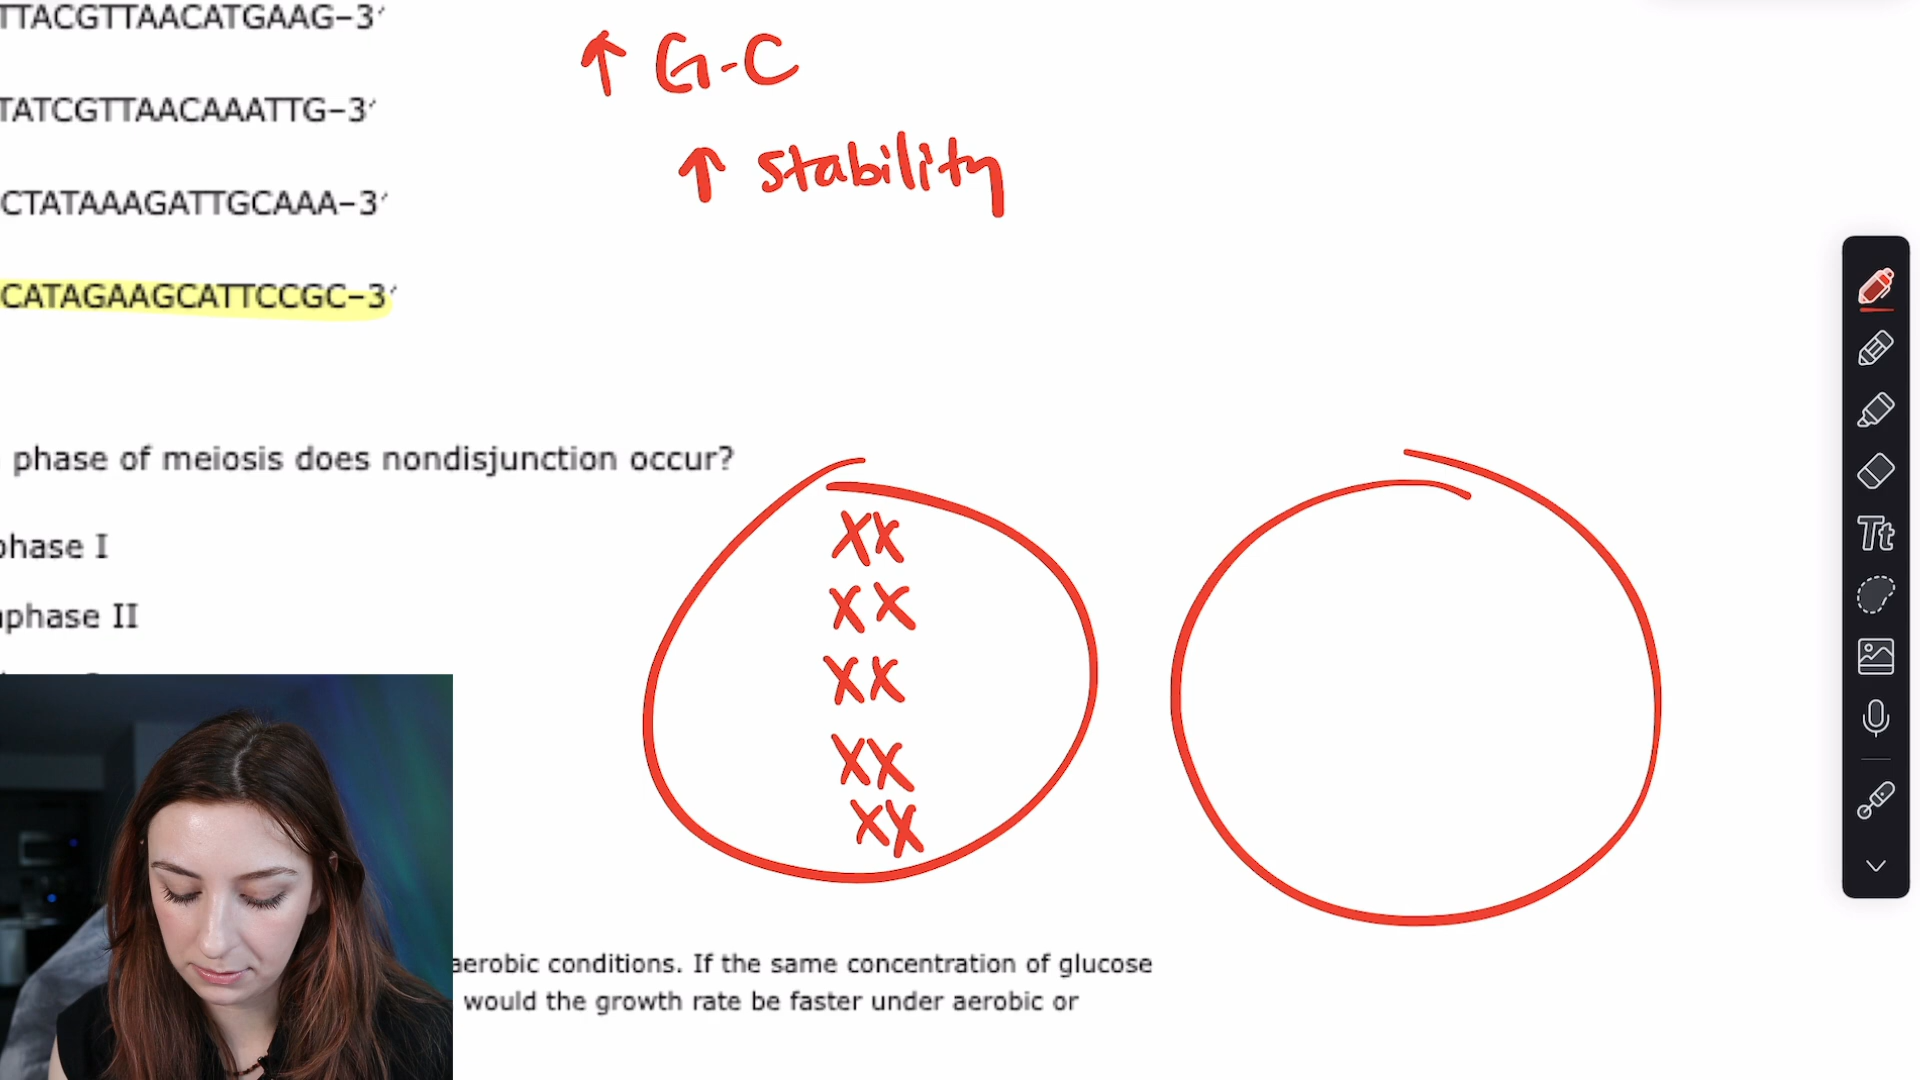 TTACGTTAACATGAAG–3′
↑ G-C
TATCGTTAACAAATTG–3′
↑ stability
CTATAAAGATTGCAAA–3′
CATAGAAGCATTCCGC–3′
phase of meiosis does nondisjunction occur?
phase I
XX
XX
aphase II
XX
XX
XX
aerobic conditions. If the same concentration of glucose
would the growth rate be faster under aerobic or
Tt